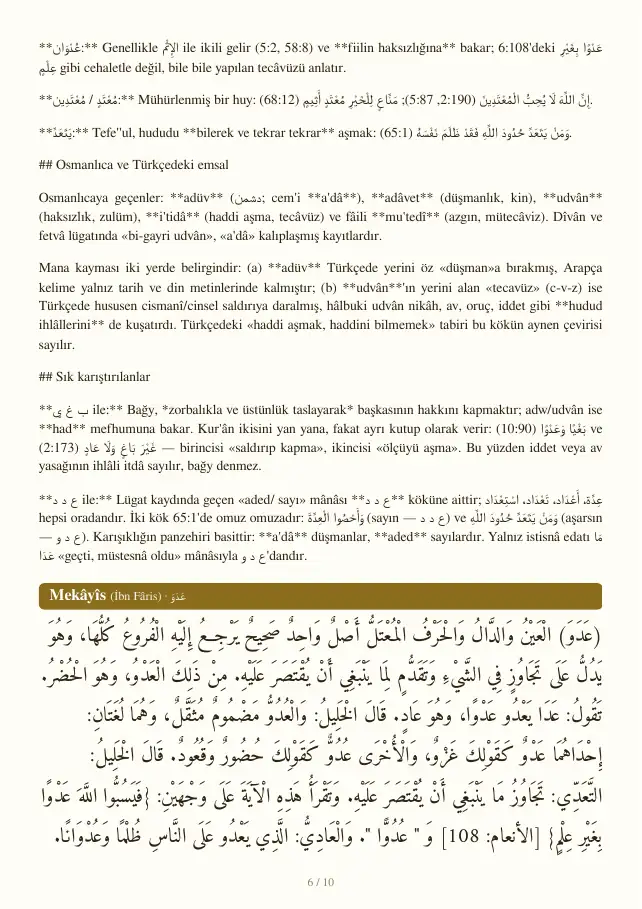 **عُدْوَان:** Genellikle الإِثْم ile ikili gelir (5:2, 58:8) ve **fiilin haksızlığına** bakar; 6:108'deki عَدْوًا بِغَيْرِ
عِلْمٍ gibi cehaletle değil, bile bile yapılan tecâvüzü anlatır.
**مُعْتَدٍ / مُعْتَدِين:** Mühürlenmiş bir huy: (68:12) إِنَّ اللَّهَ لَا يُحِبُّ الْمُعْتَدِينَ (2:190, 5:87); مَنَّاعٍ لِلْخَيْرِ مُعْتَدٍ أَثِيمٍ.
**يَتَعَدَّ:** Tefe''ul, hududu **bilerek ve tekrar tekrar** aşmak: (65:1) وَمَنْ يَتَعَدَّ حُدُودَ اللَّهِ فَقَدْ ظَلَمَ نَفْسَهُ.
## Osmanlıca ve Türkçedeki emsal
Osmanlıcaya geçenler: **adüv** (دشمن; cem'i **a'dâ**), **adâvet** (düşmanlık, kin), **udvân**
(haksızlık, zulüm), **i'tidâ** (haddi aşma, tecâvüz) ve fâili **mu'tedî** (azgın, mütecâviz). Dîvân ve
fetvâ lügatında «bi-gayri udvân», «a'dâ» kalıplaşmış kayıtlardır.
Mana kayması iki yerde belirgindir: (a) **adüv** Türkçede yerini öz «düşman»a bırakmış, Arapça
kelime yalnız tarih ve din metinlerinde kalmıştır; (b) **udvân**'ın yerini alan «tecavüz» (c-v-z) ise
Türkçede hususen cismanî/cinsel saldırıya daralmış, hâlbuki udvân nikâh, av, oruç, iddet gibi **hudud
ihlâllerini** de kuşatırdı. Türkçedeki «haddi aşmak, haddini bilmemek» tabiri bu kökün aynen çevirisi
sayılır.
## Sık karıştırılanlar
**ب غ ي ile:** Bağy, *zorbalıkla ve üstünlük taslayarak* başkasının hakkını kapmaktır; adw/udvân ise
**had** mefhumuna bakar. Kur'ân ikisini yan yana, fakat ayrı kutup olarak verir: (10:90) بَغْيًا وَعَدْوًا ve
(2:173) غَيْرَ بَاغٍ وَلَا عَادٍ — birincisi «saldırıp kapma», ikincisi «ölçüyü aşma». Bu yüzden iddet veya av
yasağının ihlâli itdâ sayılır, bağy denmez.
**ع د د ile:** Lügat kaydında geçen «aded/ sayı» mânâsı **ع د د** köküne aittir; عِدَّة، أَعْدَاد، تَعْدَاد، اسْتِعْدَاد
hepsi oradandır. İki kök 65:1'de omuz omuzadır: وَأَحْصُوا الْعِدَّةَ (sayın — ع د د) ve وَمَنْ يَتَعَدَّ حُدُودَ اللَّهِ (aşarsın
— ع د و). Karışıklığın panzehiri basittir: **a'dâ** düşmanlar, **aded** sayılardır. Yalnız istisnâ edatı مَا
عَدَا «geçti, müstesnâ oldu» mânâsıyla ع د و'dandır.
Mekâyîs (İbn Fâris) · عَدَوَ
(عَدَوَ) الْعَيْنُ وَالدَّالُ وَالْحَرْفُ الْمُعْتَلُّ أَصْلٌ وَاحِدٌ صَحِيحٌ يَرْجِعُ إِلَيْهِ الْفُرُوعُ كُلُّهَا، وَهُوَ
يَدُلُّ عَلَى تَجَاوُزٍ فِي الشَّيْءِ وَتَقَدُّمٍ لِمَا يَنْبَغِي أَنْ يُقْتَصَرَ عَلَيْهِ. مِنْ ذَلِكَ الْعَدْوُ، وَهُوَ الْحُضْرُ.
تَقُولُ: عَدَا يَعْدُو عَدْوًا، وَهُوَ عَادٍ. قَالَ الْخَلِيلُ: وَالْعُدُوُّ مَضْمُومٌ مُثَقَّلٌ، وَهُمَا لُغَتَانِ:
إِحْدَاهُمَا عَدْوٌ كَقَوْلِكَ غَزْوٌ، وَالْأُخْرَى عُدُوٌّ كَقَوْلِكَ حُضُورٌ وَقُعُودٌ. قَالَ الْخَلِيلُ:
التَّعَدِّي: تَجَاوُزُ مَا يَنْبَغِي أَنْ يُقْتَصَرَ عَلَيْهِ. وَتَقْرَأُ هَذِهِ الْآيَةَ عَلَى وَجْهَيْنِ: {فَيَسُبُّوا اللَّهَ عَدْوًا
بِغَيْرِ عِلْمٍ} [الأنعام: 108] وَ " عُدُوًّا ". وَالْعَادِيُّ: الَّذِي يَعْدُو عَلَى النَّاسِ ظُلْمًا وَعُدْوَانًا.
6 / 10